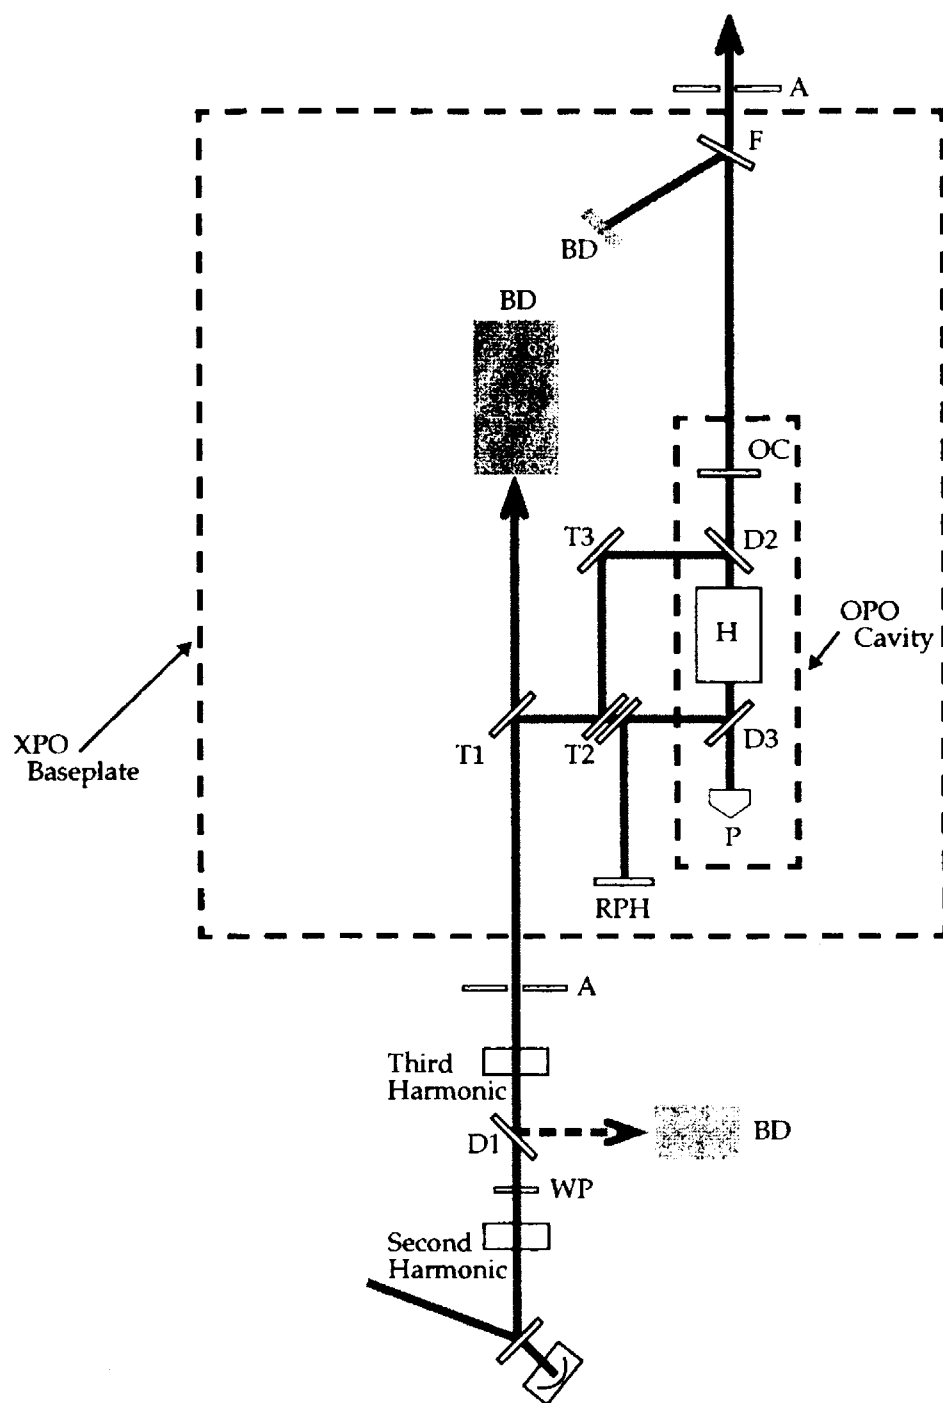 A
F
BD
BD
OC
T3
D2
H
OPO
Cavity
XPO
Baseplate
T1
T2
D3
P
RPH
A
Third
Harmonic
D1
BD
WP
Second
Harmonic